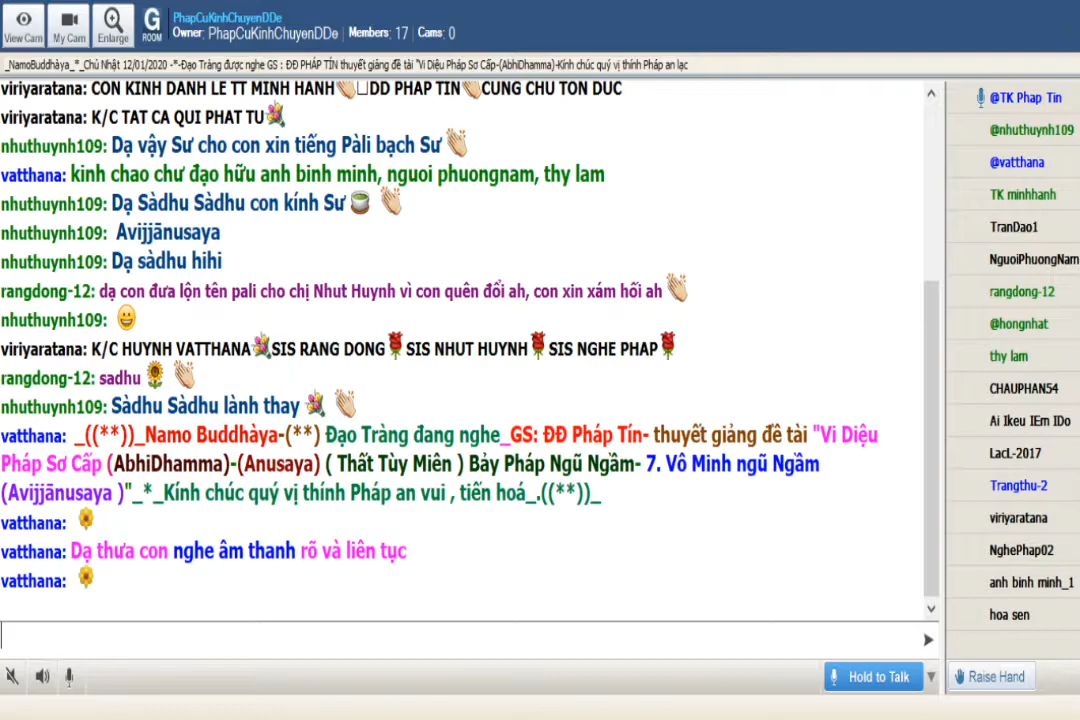 View Cam
My Cam
Enlarge
G
ROOM
PhapCuKinhChuyenDDe
Owner: PhapCuKinhChuyenDDe | Members: 17 | Cams: 0
_NamoBuddhàya_*_Chủ Nhật 12/01/2020 -*-Đạo Tràng được nghe GS : ĐĐ PHÁP TÍN thuyết giảng đề tài "Vi Diệu Pháp Sơ Cấp-(AbhiDhamma)-Kính chúc quý vị thính Pháp an lạc
viriyaratana: CON KINH DANH LE TT MINH HANH👏□DD PHAP TIN👏CUNG CHU TON DUC
viriyaratana: K/C TAT CA QUI PHAT TU💐
nhuthuynh109: Dạ vậy Sư cho con xin tiếng Pàli bạch Sư 👏
vatthana: kinh chao chư đạo hữu anh binh minh, nguoi phuongnam, thy lam
nhuthuynh109: Dạ Sàdhu Sàdhu con kính Sư 🍵 👏
nhuthuynh109: Avijjānusaya
nhuthuynh109: Dạ sàdhu hihi
rangdong-12: dạ con đưa lộn tên pali cho chị Nhut Huynh vì con quên đổi ah, con xin xám hối ah 👏
nhuthuynh109: 😀
viriyaratana: K/C HUYNH VATTHANA💐SIS RANG DONG🌹SIS NHUT HUYNH🌹SIS NGHE PHAP🌹
rangdong-12: sadhu 🌻 👏
nhuthuynh109: Sàdhu Sàdhu lành thay 💐 👏
vatthana: _((**))_Namo Buddhàya-(**) Đạo Tràng đang nghe_GS: ĐĐ Pháp Tín- thuyết giảng đề tài "Vi Diệu
Pháp Sơ Cấp (AbhiDhamma)-(Anusaya) ( Thất Tùy Miên ) Bảy Pháp Ngũ Ngầm- 7. Vô Minh ngũ Ngầm
(Avijjānusaya )"_*_Kính chúc quý vị thính Pháp an vui , tiến hoá_.((**))_
vatthana: 🌼
vatthana: Dạ thưa con nghe âm thanh rõ và liên tục
vatthana: 🌼
Hold to Talk
@TK Phap Tin
@nhuthuynh109
@vatthana
TK minhhanh
TranDao1
NguoiPhuongNam
rangdong-12
@hongnhat
thy lam
CHAUPHAN54
Ai Ikeu IEm IDo
LacL-2017
Trangthu-2
viriyaratana
NghePhap02
anh binh minh_1
hoa sen
Raise Hand